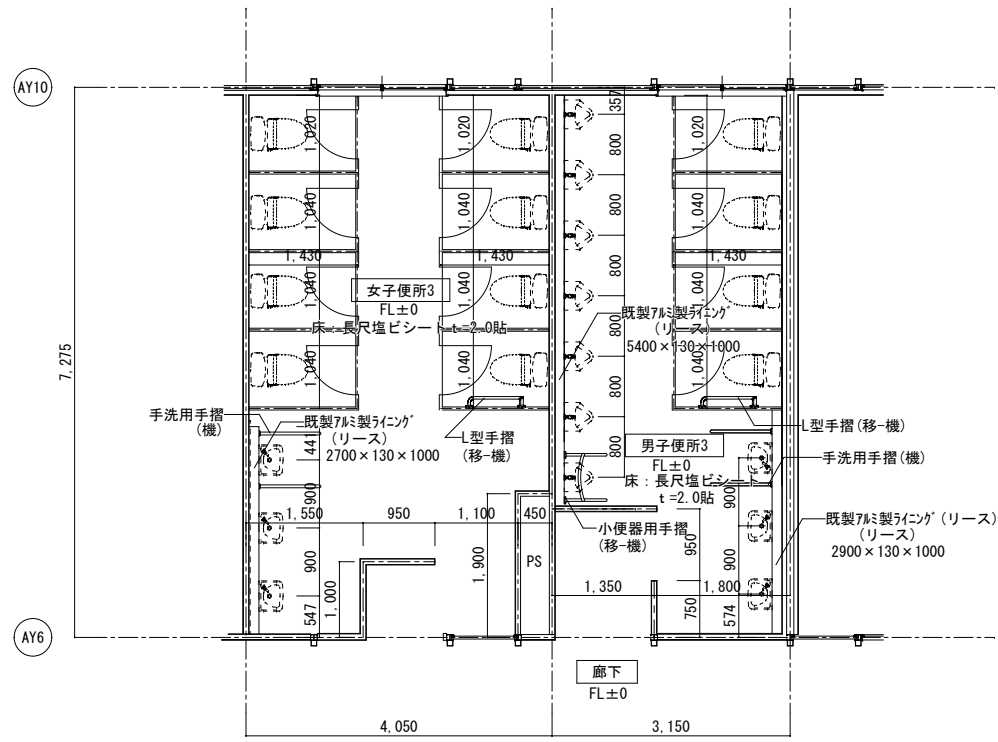 AY10
357
1,020
1,020
1,020
800
800
1,040
1,040
1,040
800
1,430
1,430
1,430
800
女子便所3
FL±0
床：長尺塩ビシート t=2.0貼
1,040
1,040
1,040
既製アルミ製ライニング
(リース)
5400×130×1000
800
7,275
1,040
1,040
1,040
800
手洗用手摺
(機)
既製アルミ製ライニング
(リース)
2700×130×1000
441
L型手摺
(移-機)
L型手摺(移-機)
800
男子便所3
FL±0
床：長尺塩ビシート
t=2.0貼
手洗用手摺(機)
900
900
1,550
950
1,100
450
小便器用手摺
(移-機)
既製アルミ製ライニング(リース)
(リース)
2900×130×1000
900
1,900
PS
950
900
1,350
1,800
547
1,000
750
574
AY6
廊下
FL±0
4,050
3,150